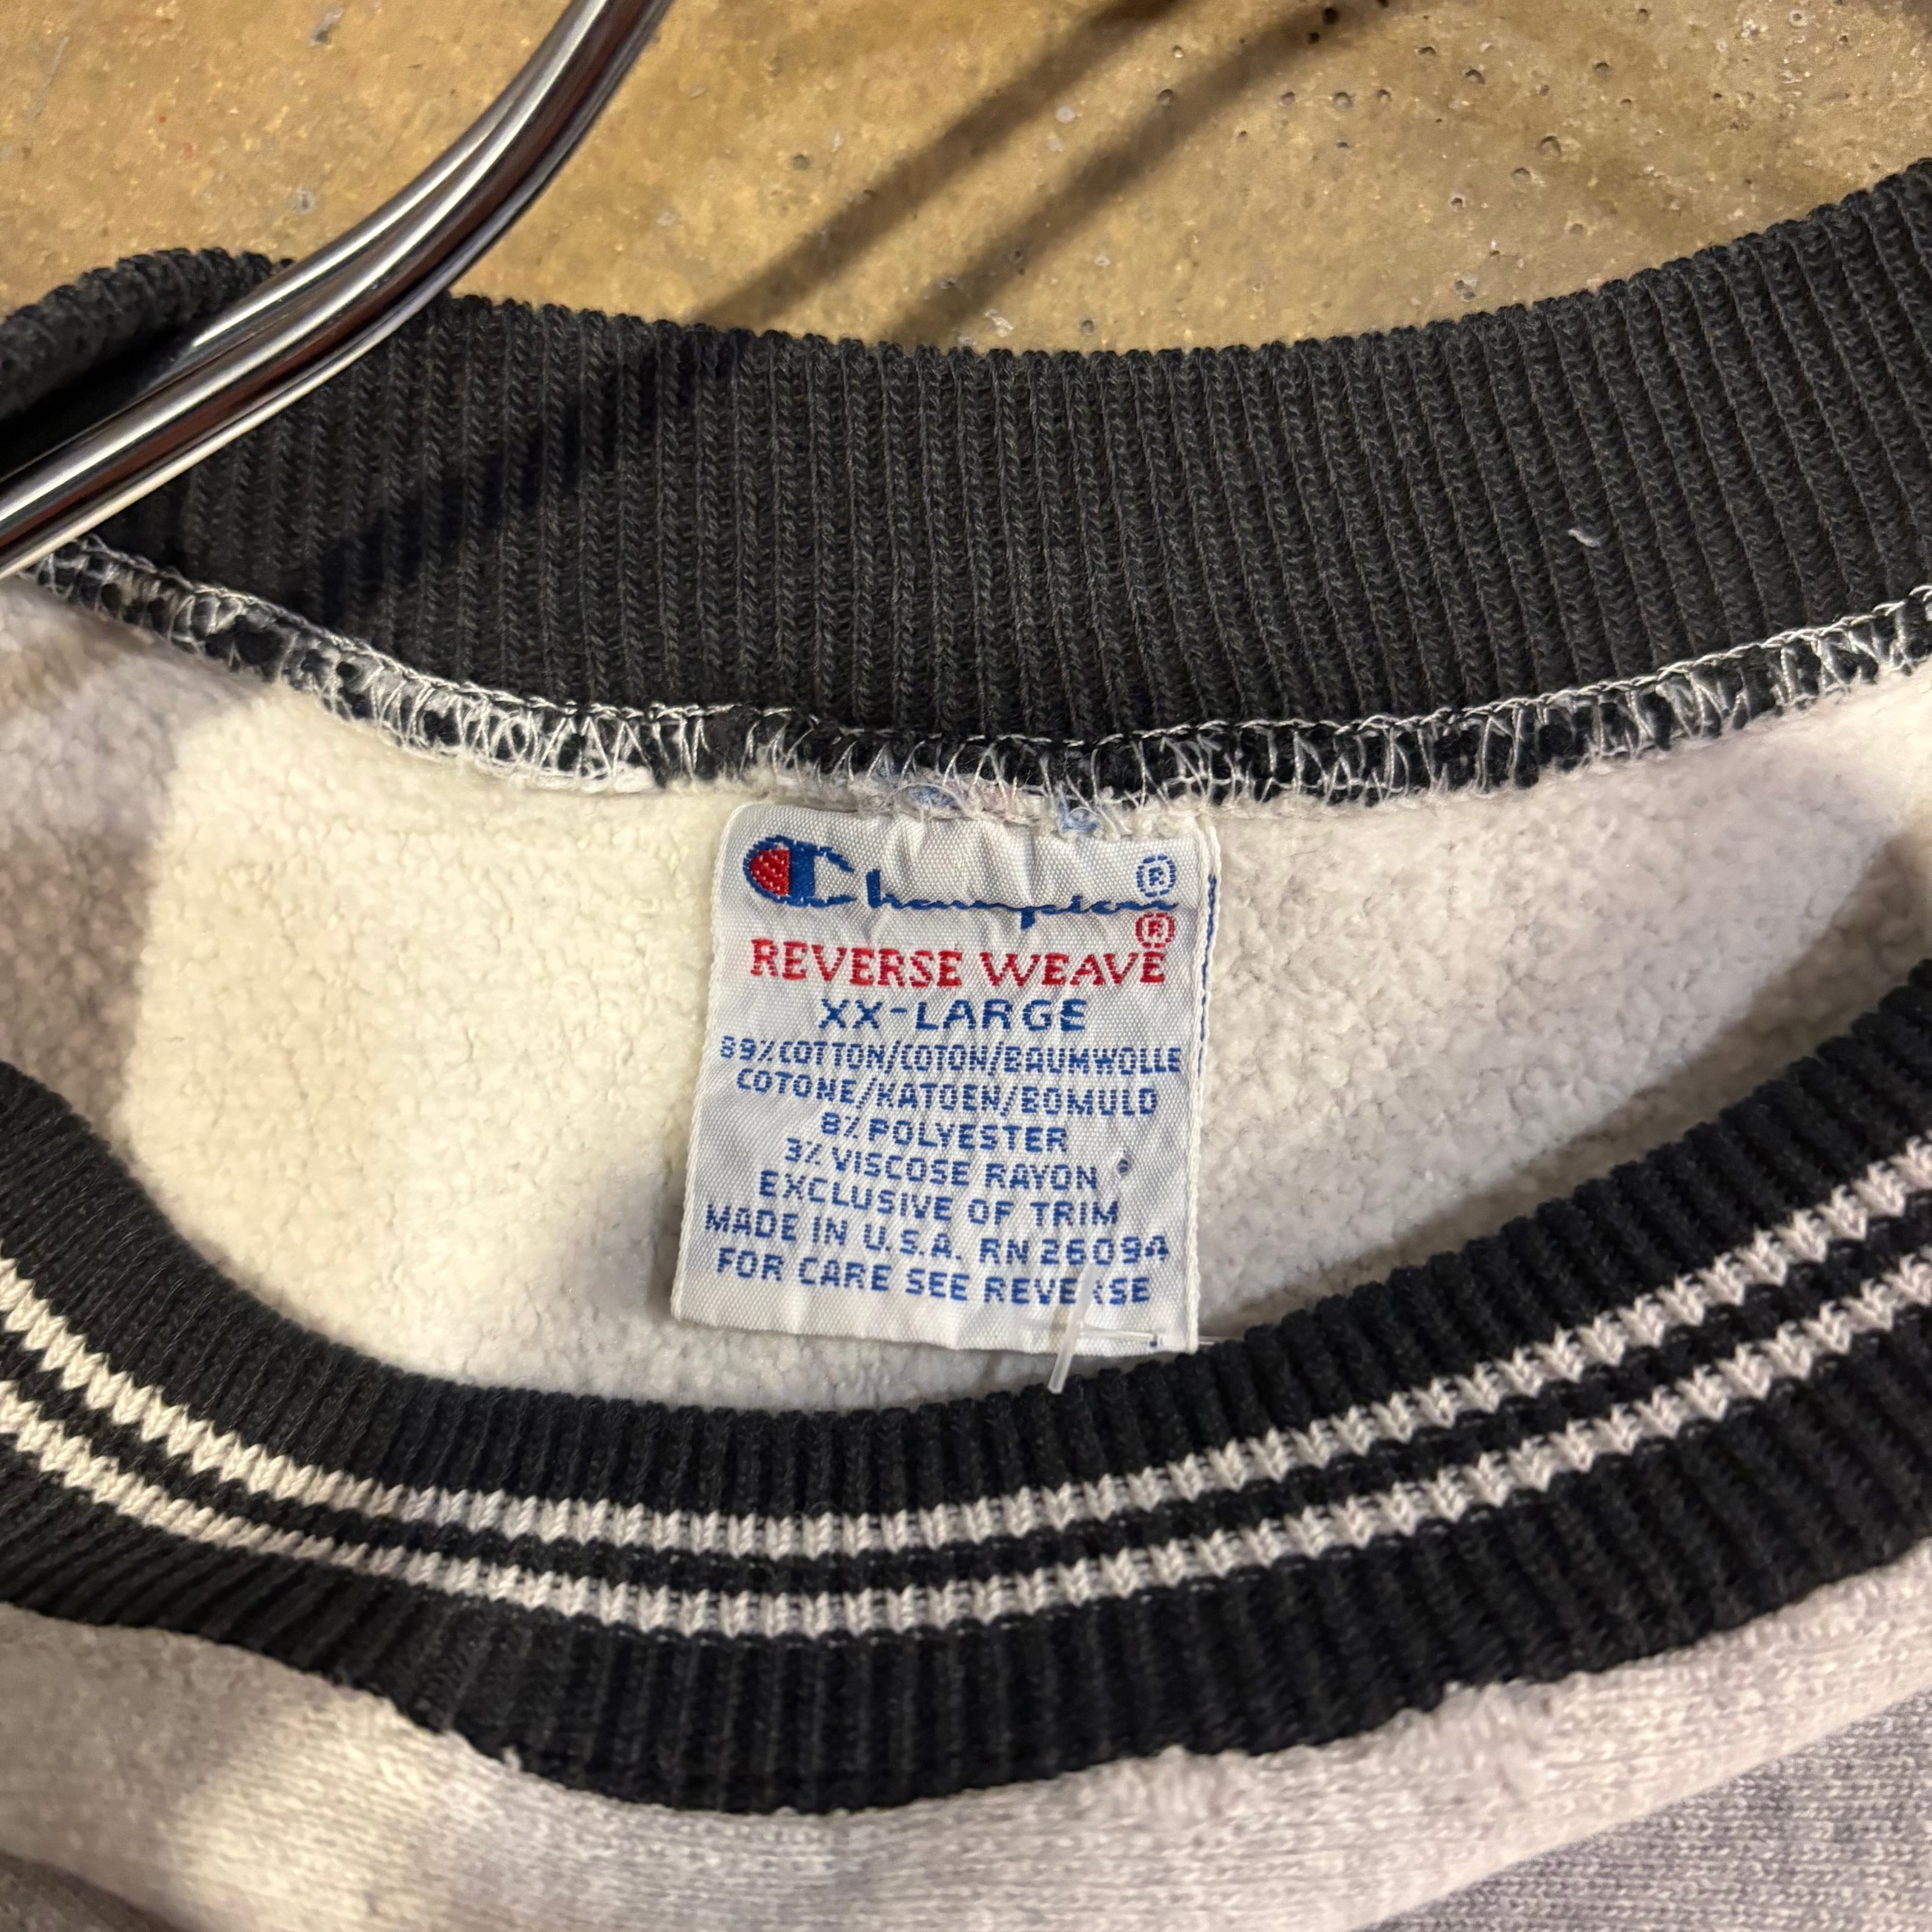 Champion®
REVERSE WEAVE®
XX-LARGE
89% COTTON/COTON/BAUMWOLLE
COTONE/KATOEN/BOMULD
8% POLYESTER
3% VISCOSE RAYON
EXCLUSIVE OF TRIM
MADE IN U.S.A. RN 26094
FOR CARE SEE REVERSE